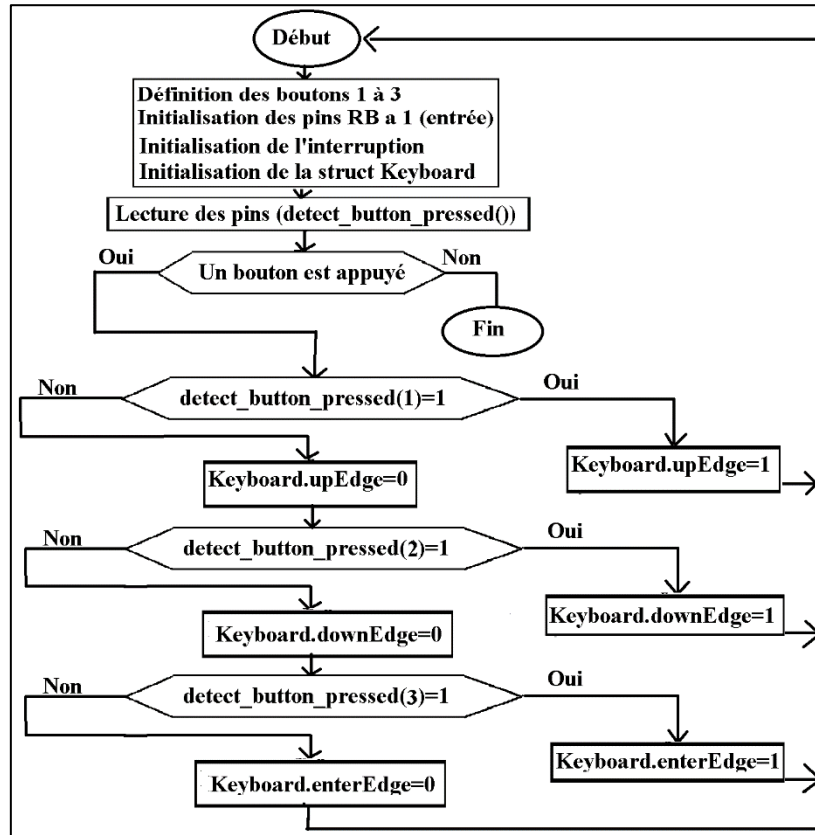 Début
Définition des boutons 1 à 3
Initialisation des pins RB a 1 (entrée)
Initialisation de l'interruption
Initialisation de la struct Keyboard
Lecture des pins (detect_button_pressed())
Oui
Un bouton est appuyé
Non
Fin
Non
detect_button_pressed(1)=1
Oui
Keyboard.upEdge=0
Keyboard.upEdge=1
Non
detect_button_pressed(2)=1
Oui
Keyboard.downEdge=0
Keyboard.downEdge=1
Non
detect_button_pressed(3)=1
Oui
Keyboard.enterEdge=0
Keyboard.enterEdge=1